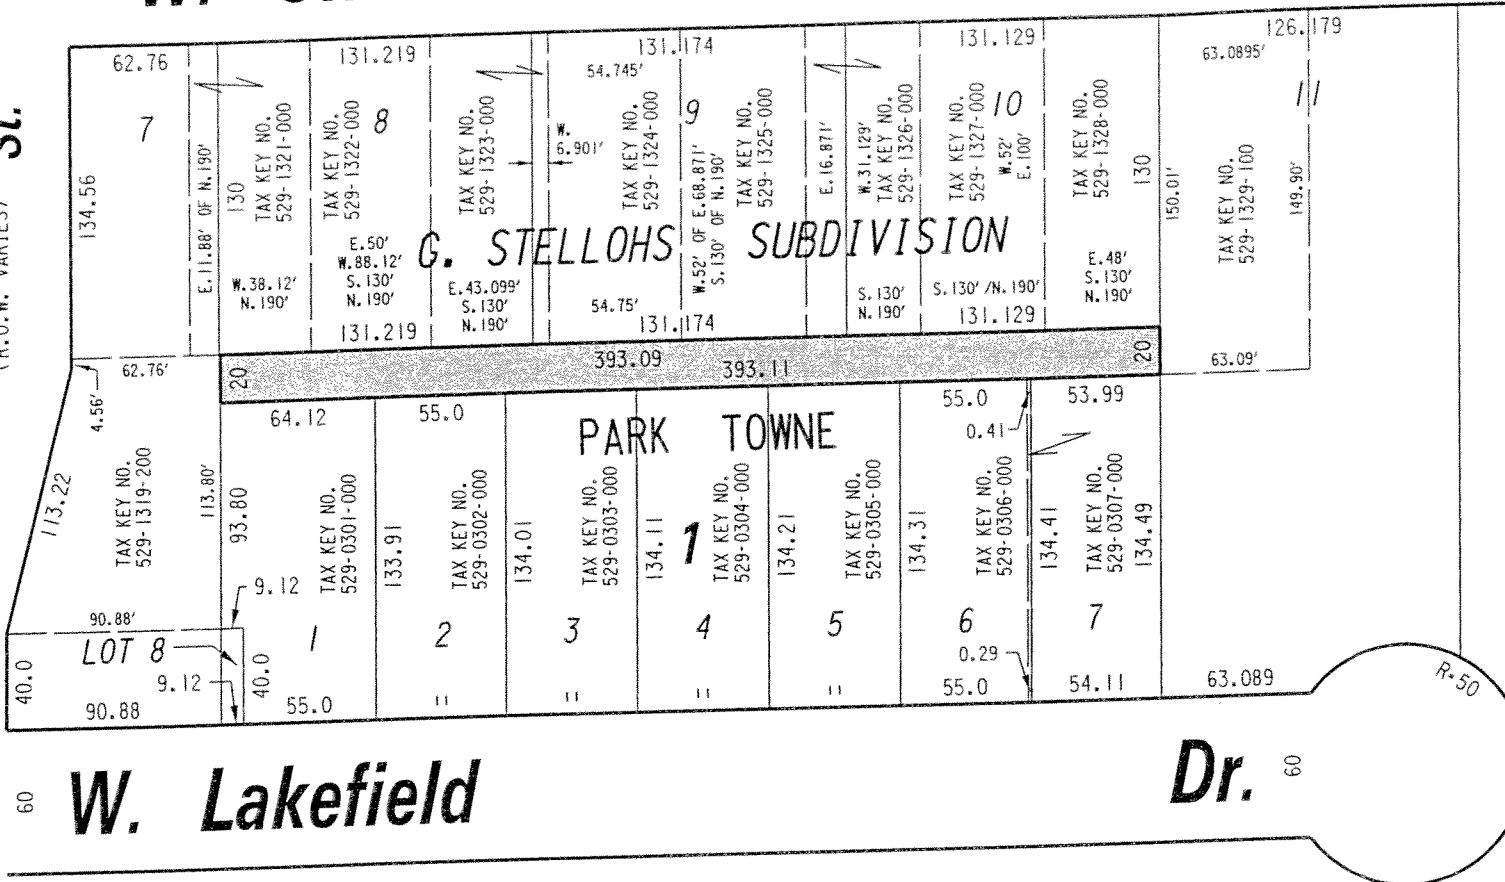 W.
St.
(R.O.W. VARIES)
62.76
131.219
131.174
131.129
126.179
54.745'
63.0895'
7
8
9
10
11
134.56
E.11.88' OF N.190'
130
TAX KEY NO.
529-1321-000
TAX KEY NO.
529-1322-000
TAX KEY NO.
529-1323-000
W.
6.901'
TAX KEY NO.
529-1324-000
W.52' OF E.68.871'
S.130' OF N.190'
TAX KEY NO.
529-1325-000
E.16.871'
W.31.129'
TAX KEY NO.
529-1326-000
TAX KEY NO.
529-1327-000
W.52'
E.100'
TAX KEY NO.
529-1328-000
130
150.01'
TAX KEY NO.
529-1329-100
149.90'
G. STELLOHS SUBDIVISION
W.38.12'
N.190'
E.50'
W.88.12'
S.130'
N.190'
E.43.099'
S.130'
N.190'
54.75'
S.130'
N.190'
S.130'/N.190'
E.48'
S.130'
N.190'
131.219
131.174
131.129
62.76'
20
393.09
393.11
20
63.09'
4.56'
64.12
55.0
PARK TOWNE
55.0
0.41
53.99
113.22
TAX KEY NO.
529-1319-200
113.80'
93.80
TAX KEY NO.
529-0301-000
133.91
TAX KEY NO.
529-0302-000
134.01
TAX KEY NO.
529-0303-000
134.11
1
TAX KEY NO.
529-0304-000
134.21
TAX KEY NO.
529-0305-000
134.31
TAX KEY NO.
529-0306-000
134.41
TAX KEY NO.
529-0307-000
134.49
9.12
90.88'
LOT 8
1
2
3
4
5
6
7
40.0
9.12
40.0
0.29
90.88
55.0
"
"
"
"
55.0
54.11
63.089
R-50
60
W. Lakefield Dr.
60